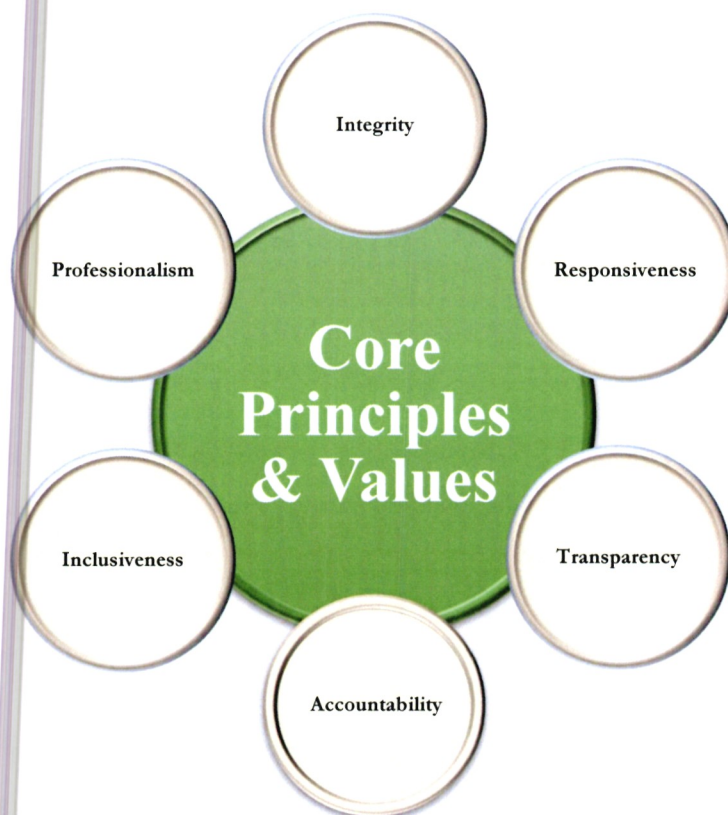 Integrity
Professionalism
Responsiveness
Core
Principles
& Values
Inclusiveness
Transparency
Accountability